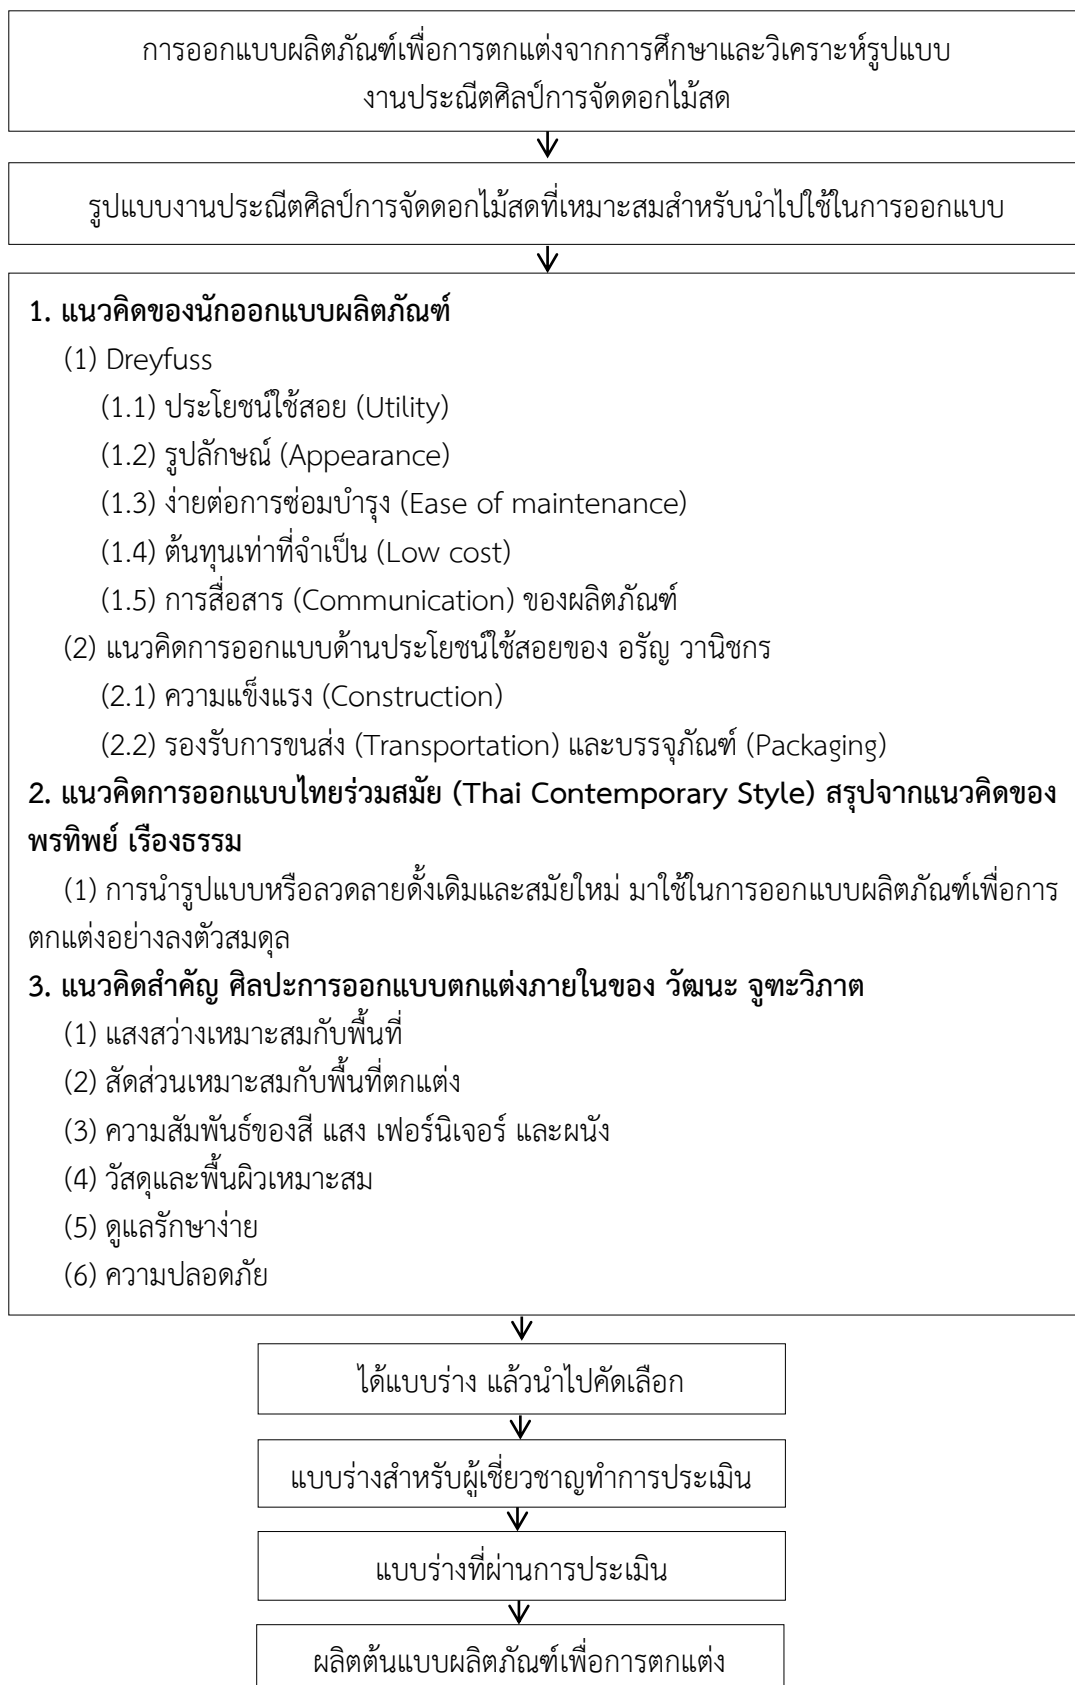 การออกแบบผลิตภัณฑ์เพื่อการตกแต่งจากการศึกษาและวิเคราะห์รูปแบบ
งานประณีตศิลป์การจัดดอกไม้สด
รูปแบบงานประณีตศิลป์การจัดดอกไม้สดที่เหมาะสมสำหรับนำไปใช้ในการออกแบบ
1. แนวคิดของนักออกแบบผลิตภัณฑ์
(1) Dreyfuss
(1.1) ประโยชน์ใช้สอย (Utility)
(1.2) รูปลักษณ์ (Appearance)
(1.3) ง่ายต่อการซ่อมบำรุง (Ease of maintenance)
(1.4) ต้นทุนเท่าที่จำเป็น (Low cost)
(1.5) การสื่อสาร (Communication) ของผลิตภัณฑ์
(2) แนวคิดการออกแบบด้านประโยชน์ใช้สอยของ อรัญ วานิชกร
(2.1) ความแข็งแรง (Construction)
(2.2) รองรับการขนส่ง (Transportation) และบรรจุภัณฑ์ (Packaging)
2. แนวคิดการออกแบบไทยร่วมสมัย (Thai Contemporary Style) สรุปจากแนวคิดของ
พรทิพย์ เรืองธรรม
(1) การนำรูปแบบหรือลวดลายดั้งเดิมและสมัยใหม่ มาใช้ในการออกแบบผลิตภัณฑ์เพื่อการ
ตกแต่งอย่างลงตัวสมดุล
3. แนวคิดสำคัญ ศิลปะการออกแบบตกแต่งภายในของ วัฒนะ จูฑะวิภาต
(1) แสงสว่างเหมาะสมกับพื้นที่
(2) สัดส่วนเหมาะสมกับพื้นที่ตกแต่ง
(3) ความสัมพันธ์ของสี แสง เฟอร์นิเจอร์ และผนัง
(4) วัสดุและพื้นผิวเหมาะสม
(5) ดูแลรักษาง่าย
(6) ความปลอดภัย
ได้แบบร่าง แล้วนำไปคัดเลือก
แบบร่างสำหรับผู้เชี่ยวชาญทำการประเมิน
แบบร่างที่ผ่านการประเมิน
ผลิตต้นแบบผลิตภัณฑ์เพื่อการตกแต่ง